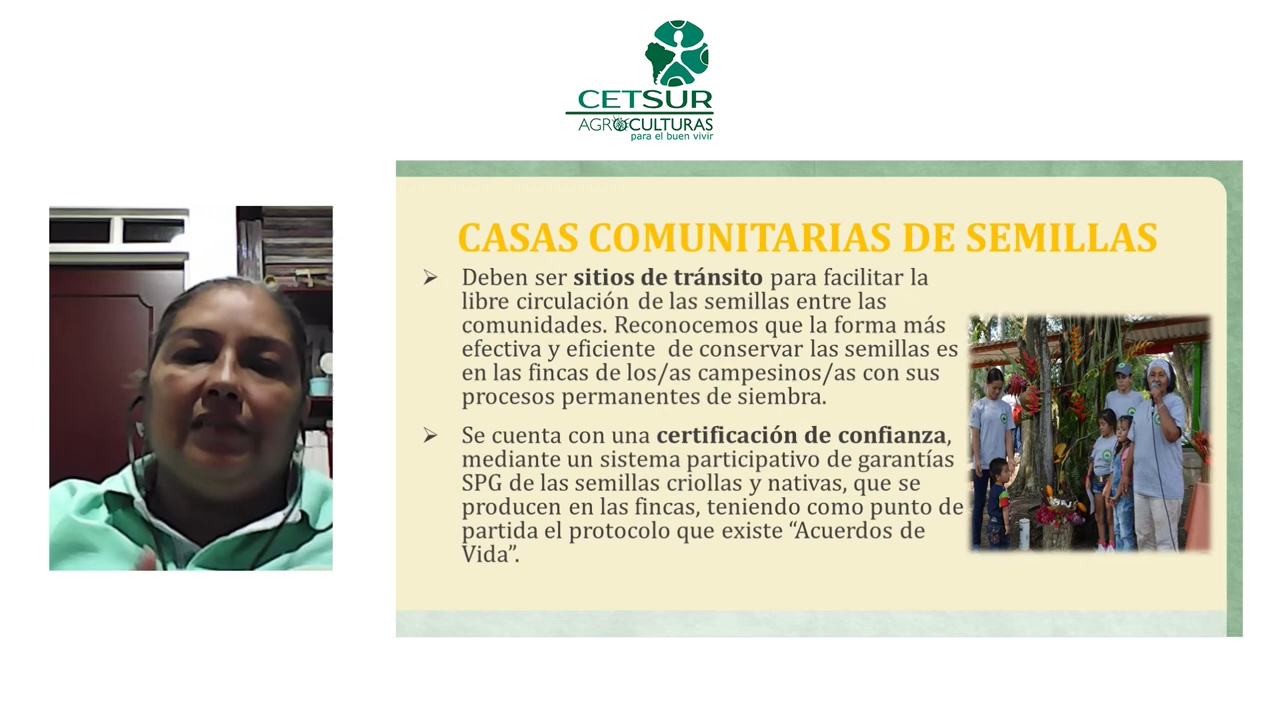 CETSUR
AGROCULTURAS
para el buen vivir
CASAS COMUNITARIAS DE SEMILLAS
➢ Deben ser sitios de tránsito para facilitar la
libre circulación de las semillas entre las
comunidades. Reconocemos que la forma más
efectiva y eficiente de conservar las semillas es
en las fincas de los/as campesinos/as con sus
procesos permanentes de siembra.
➢ Se cuenta con una certificación de confianza,
mediante un sistema participativo de garantías
SPG de las semillas criollas y nativas, que se
producen en las fincas, teniendo como punto de
partida el protocolo que existe “Acuerdos de
Vida”.